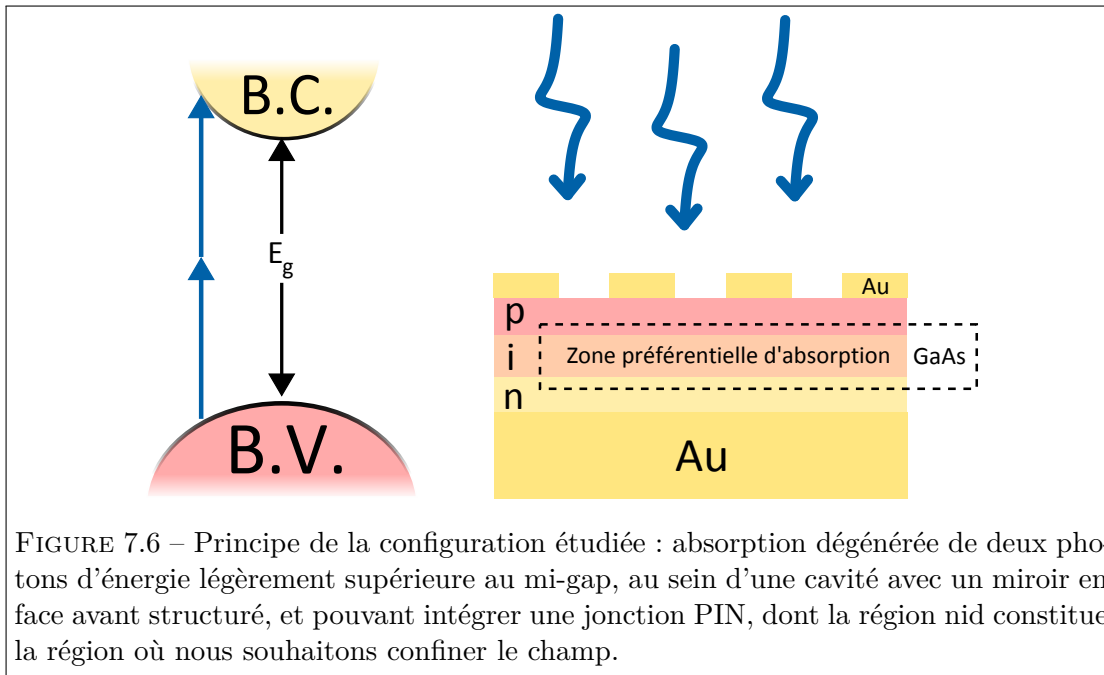 B.C.
E_g
B.V.
Au
p
i
Zone préférentielle d'absorption
GaAs
n
Au
FIGURE 7.6 – Principe de la configuration étudiée : absorption dégénérée de deux pho-
tons d'énergie légèrement supérieure au mi-gap, au sein d'une cavité avec un miroir en
face avant structuré, et pouvant intégrer une jonction PIN, dont la région nid constitue
la région où nous souhaitons confiner le champ.